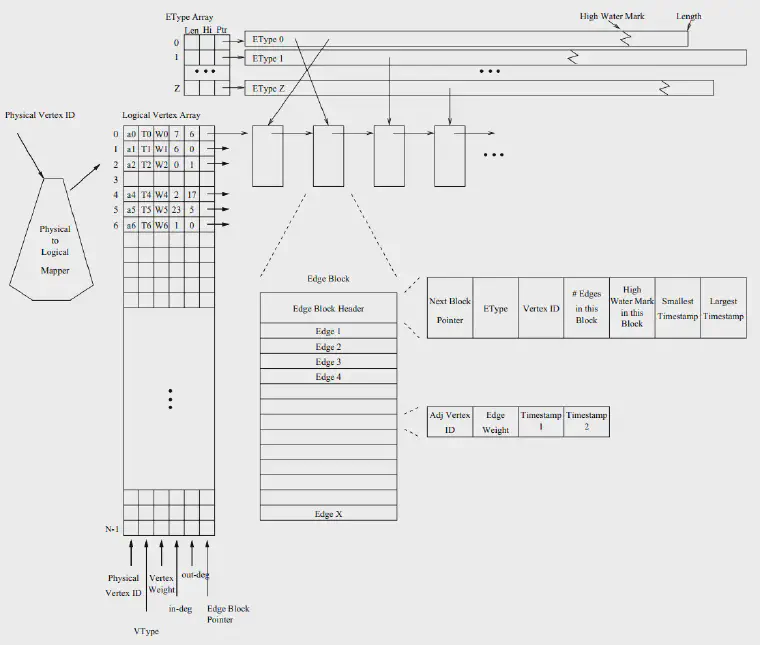 EType Array
High Water Mark
Length
Len Hi Ptr
0
EType 0
1
EType 1
• • •
• • •
Z
EType Z
Physical Vertex ID
Logical Vertex Array
0 a0 T0 W0 7 6
1 a1 T1 W1 6 0
2 a2 T2 W2 0 1
3
4 a4 T4 W4 2 17
5 a5 T5 W5 23 5
6 a6 T6 W6 1 0
• • •
Physical
to
Logical
Mapper
Edge Block
Edge Block Header
Edge 1
Edge 2
Edge 3
Edge 4
Edge X
Next Block
Pointer
EType
Vertex ID
# Edges
in this
Block
High
Water Mark
in this
Block
Smallest
Timestamp
Largest
Timestamp
Adj Vertex
ID
Edge
Weight
Timestamp
1
Timestamp
2
N-1
Physical
Vertex ID
VType
Vertex
Weight
in-deg
out-deg
Edge Block
Pointer